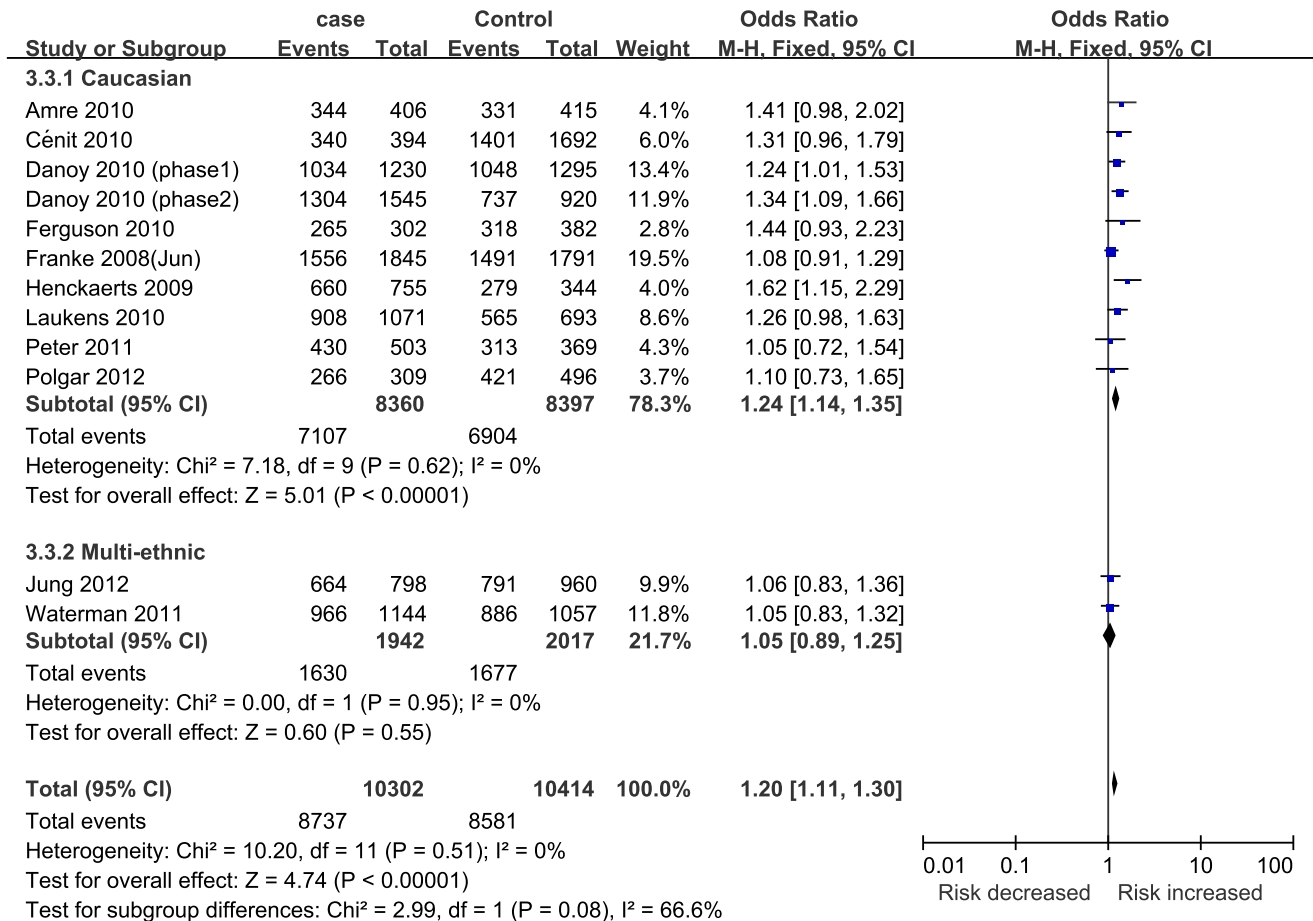 case Control Odds Ratio Odds Ratio
Study or Subgroup Events Total Events Total Weight M-H, Fixed, 95% CI M-H, Fixed, 95% CI
3.3.1 Caucasian
Amre 2010 344 406 331 415 4.1% 1.41 [0.98, 2.02]
Cénit 2010 340 394 1401 1692 6.0% 1.31 [0.96, 1.79]
Danoy 2010 (phase1) 1034 1230 1048 1295 13.4% 1.24 [1.01, 1.53]
Danoy 2010 (phase2) 1304 1545 737 920 11.9% 1.34 [1.09, 1.66]
Ferguson 2010 265 302 318 382 2.8% 1.44 [0.93, 2.23]
Franke 2008(Jun) 1556 1845 1491 1791 19.5% 1.08 [0.91, 1.29]
Henckaerts 2009 660 755 279 344 4.0% 1.62 [1.15, 2.29]
Laukens 2010 908 1071 565 693 8.6% 1.26 [0.98, 1.63]
Peter 2011 430 503 313 369 4.3% 1.05 [0.72, 1.54]
Polgar 2012 266 309 421 496 3.7% 1.10 [0.73, 1.65]
Subtotal (95% CI) 8360 8397 78.3% 1.24 [1.14, 1.35]
Total events 7107 6904
Heterogeneity: Chi² = 7.18, df = 9 (P = 0.62); I² = 0%
Test for overall effect: Z = 5.01 (P < 0.00001)
3.3.2 Multi-ethnic
Jung 2012 664 798 791 960 9.9% 1.06 [0.83, 1.36]
Waterman 2011 966 1144 886 1057 11.8% 1.05 [0.83, 1.32]
Subtotal (95% CI) 1942 2017 21.7% 1.05 [0.89, 1.25]
Total events 1630 1677
Heterogeneity: Chi² = 0.00, df = 1 (P = 0.95); I² = 0%
Test for overall effect: Z = 0.60 (P = 0.55)
Total (95% CI) 10302 10414 100.0% 1.20 [1.11, 1.30]
Total events 8737 8581
Heterogeneity: Chi² = 10.20, df = 11 (P = 0.51); I² = 0%
Test for overall effect: Z = 4.74 (P < 0.00001)
Test for subgroup differences: Chi² = 2.99, df = 1 (P = 0.08), I² = 66.6%
0.01 0.1 1 10 100
Risk decreased Risk increased